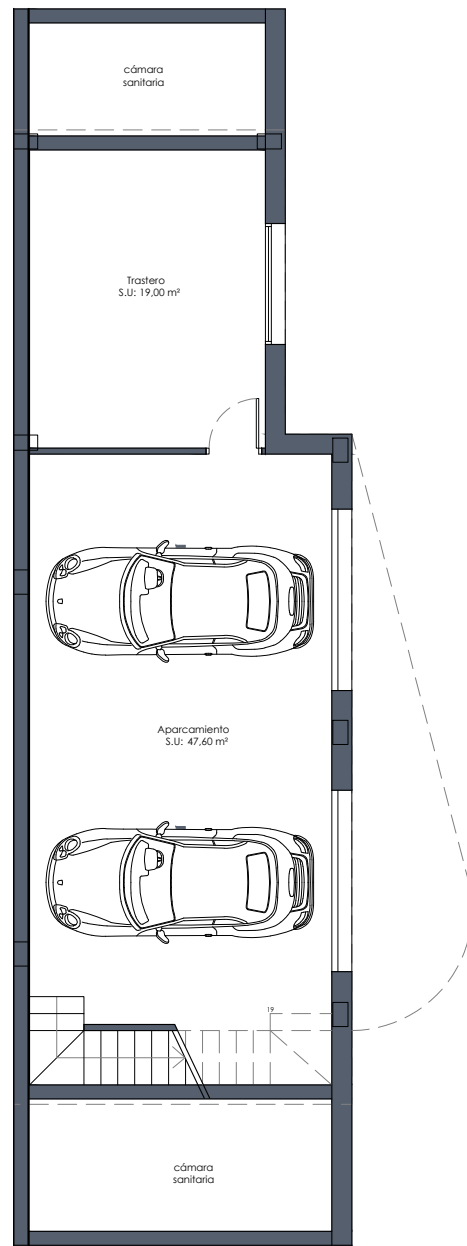 cámara
sanitaria
Trastero
S.U: 19,00 m²
Aparcamiento
S.U: 47,60 m²
19
cámara
sanitaria